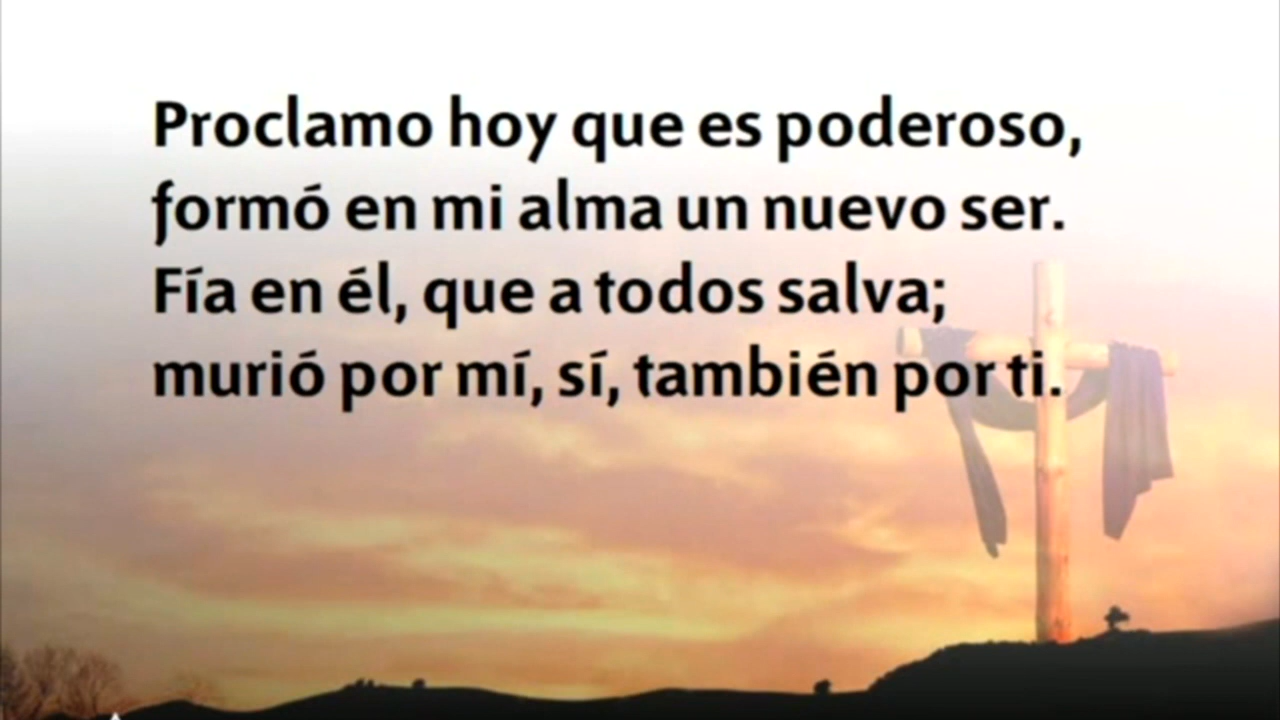 Proclamo hoy que es poderoso,
formó en mi alma un nuevo ser.
Fía en él, que a todos salva;
murió por mí, sí, también por ti.